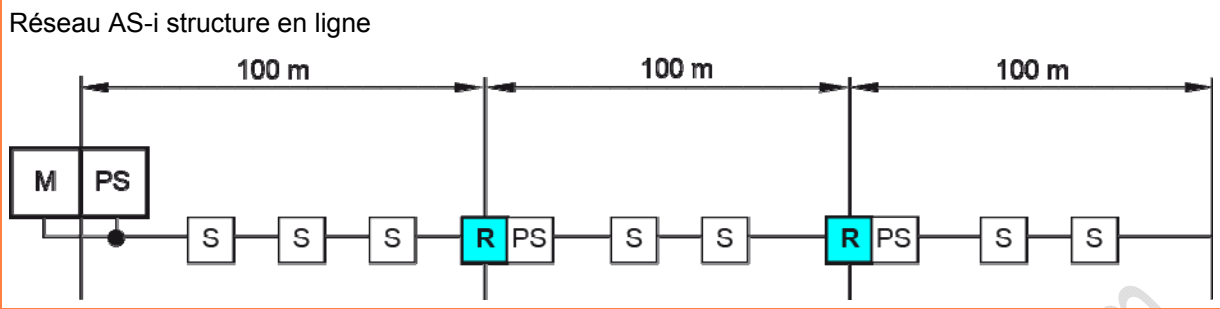 Réseau AS-i structure en ligne
100 m 100 m 100 m
M PS
S S S R PS S S R PS S S